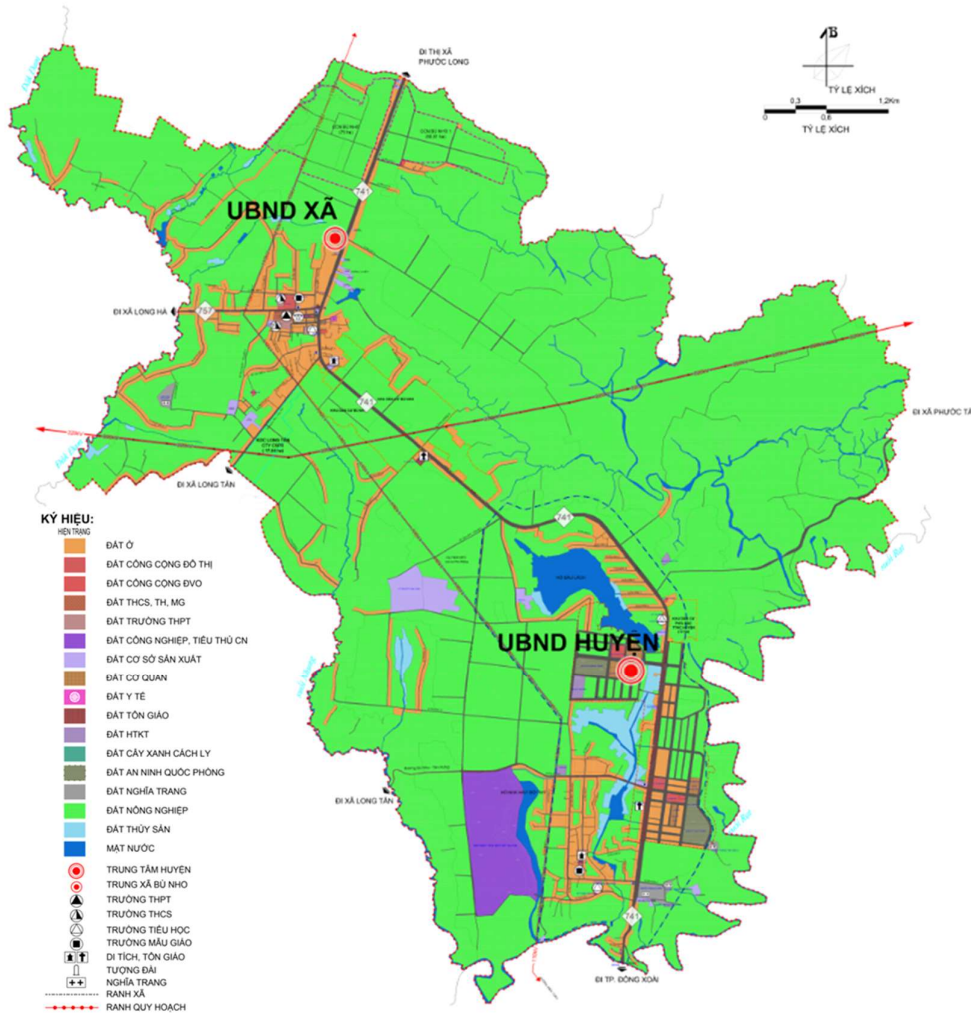 ĐI THỊ XÃ
PHƯỚC LONG
B
TỶ LỆ XÍCH
0,3
1,2Km
0
0,6
TỶ LỆ XÍCH
741
UBND XÃ
ĐI XÃ LONG HÀ
757
741
ĐI XÃ PHƯỚC TÂ
ĐI XÃ LONG TÂN
741
HỒ BÀU LÁCH
UBND HUYỆN
ĐI XÃ LONG TÂN
741
ĐI TP. ĐỒNG XOÀI
KÝ HIỆU:
HIỆN TRẠNG
ĐẤT Ở
ĐẤT CÔNG CỌNG ĐÔ THỊ
ĐẤT CÔNG CỌNG ĐVO
ĐẤT THCS, TH, MG
ĐẤT TRƯỜNG THPT
ĐẤT CÔNG NGHIỆP, TIỂU THỦ CN
ĐẤT CƠ SỞ SẢN XUẤT
ĐẤT CƠ QUAN
ĐẤT Y TẾ
ĐẤT TÔN GIÁO
ĐẤT HTKT
ĐẤT CÂY XANH CÁCH LY
ĐẤT AN NINH QUỐC PHÒNG
ĐẤT NGHĨA TRANG
ĐẤT NÔNG NGHIỆP
ĐẤT THỦY SẢN
MẶT NƯỚC
TRUNG TÂM HUYỆN
TRUNG XÃ BÙ NHO
TRƯỜNG THPT
TRƯỜNG THCS
TRƯỜNG TIỂU HỌC
TRƯỜNG MẪU GIÁO
DI TÍCH, TÔN GIÁO
TƯỢNG ĐÀI
NGHĨA TRANG
RANH XÃ
RANH QUY HOẠCH